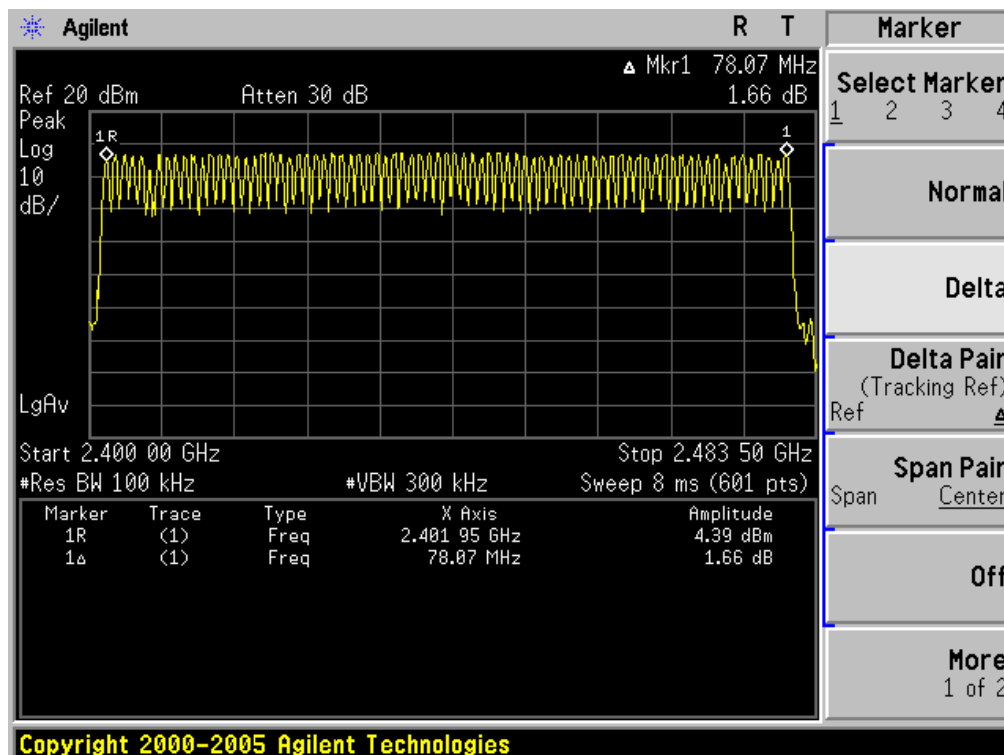 Agilent R T
Δ Mkr1 78.07 MHz
Ref 20 dBm Atten 30 dB 1.66 dB
Peak
Log
10
dB/
1R
1
LgAv
Start 2.400 00 GHz Stop 2.483 50 GHz
#Res BW 100 kHz #VBW 300 kHz Sweep 8 ms (601 pts)
Marker Trace Type X Axis Amplitude
1R (1) Freq 2.401 95 GHz 4.39 dBm
1Δ (1) Freq 78.07 MHz 1.66 dB
Marker
Select Marker
1 2 3 4
Normal
Delta
Delta Pair
(Tracking Ref)
Ref Δ
Span Pair
Span Center
Off
More
1 of 2
Copyright 2000-2005 Agilent Technologies